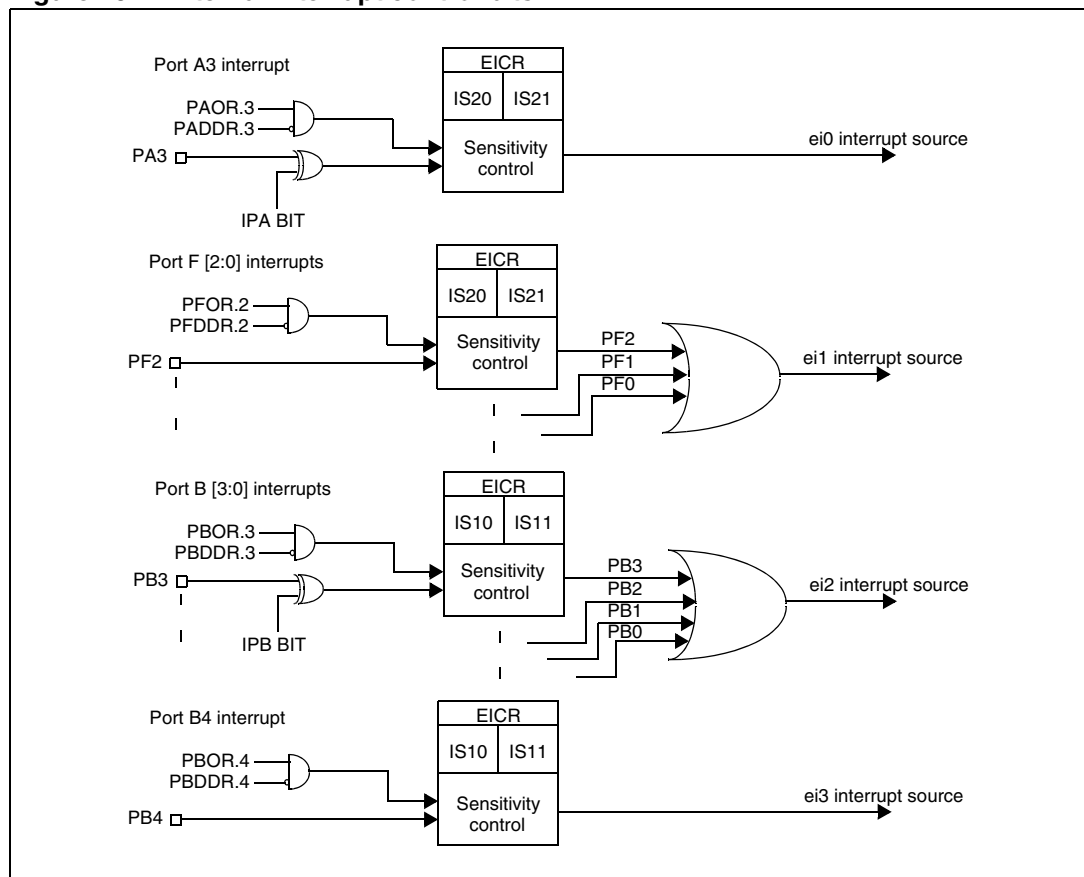 Port A3 interrupt
EICR
IS20 IS21
PAOR.3
PADDR.3
Sensitivity
control
PA3
IPA BIT
ei0 interrupt source
Port F [2:0] interrupts
EICR
IS20 IS21
PFOR.2
PFDDR.2
Sensitivity
control
PF2
PF2
PF1
PF0
ei1 interrupt source
Port B [3:0] interrupts
EICR
IS10 IS11
PBOR.3
PBDDR.3
Sensitivity
control
PB3
IPB BIT
PB3
PB2
PB1
PB0
ei2 interrupt source
Port B4 interrupt
EICR
IS10 IS11
PBOR.4
PBDDR.4
Sensitivity
control
PB4
ei3 interrupt source